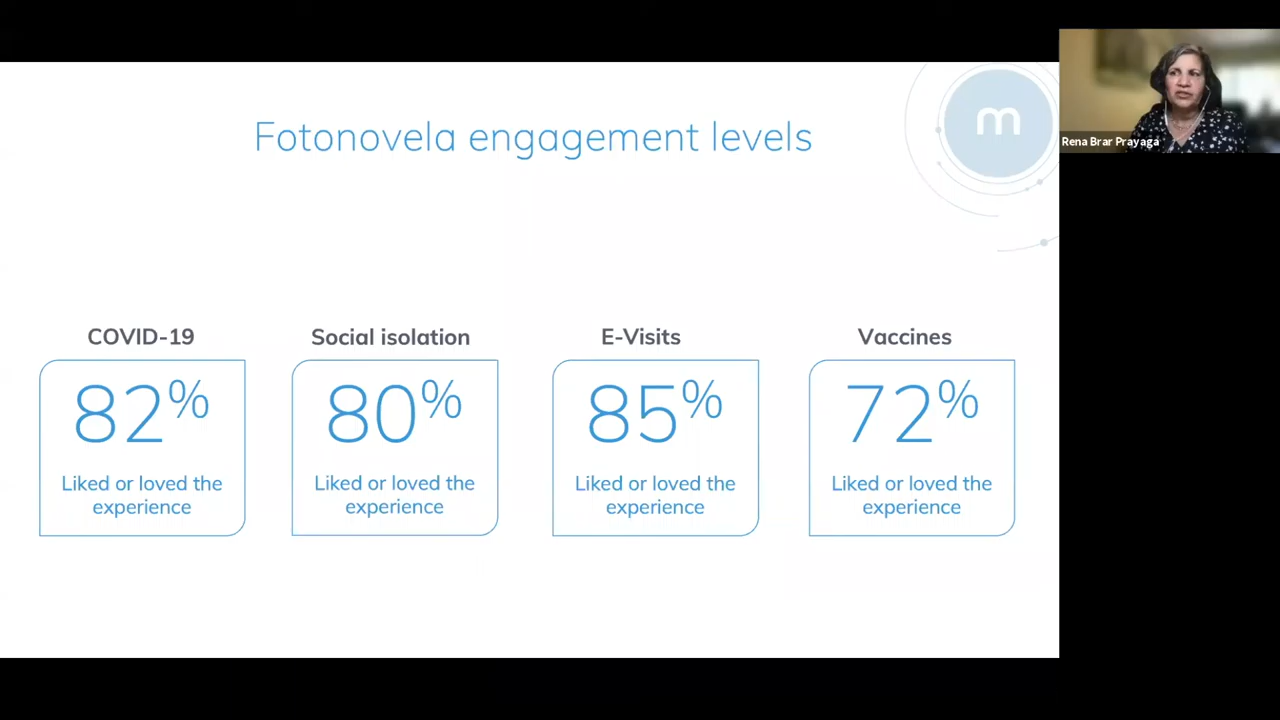 Fotonovela engagement levels
m
Rena Brar Prayaga
COVID-19
82%
Liked or loved the
experience
Social isolation
80%
Liked or loved the
experience
E-Visits
85%
Liked or loved the
experience
Vaccines
72%
Liked or loved the
experience